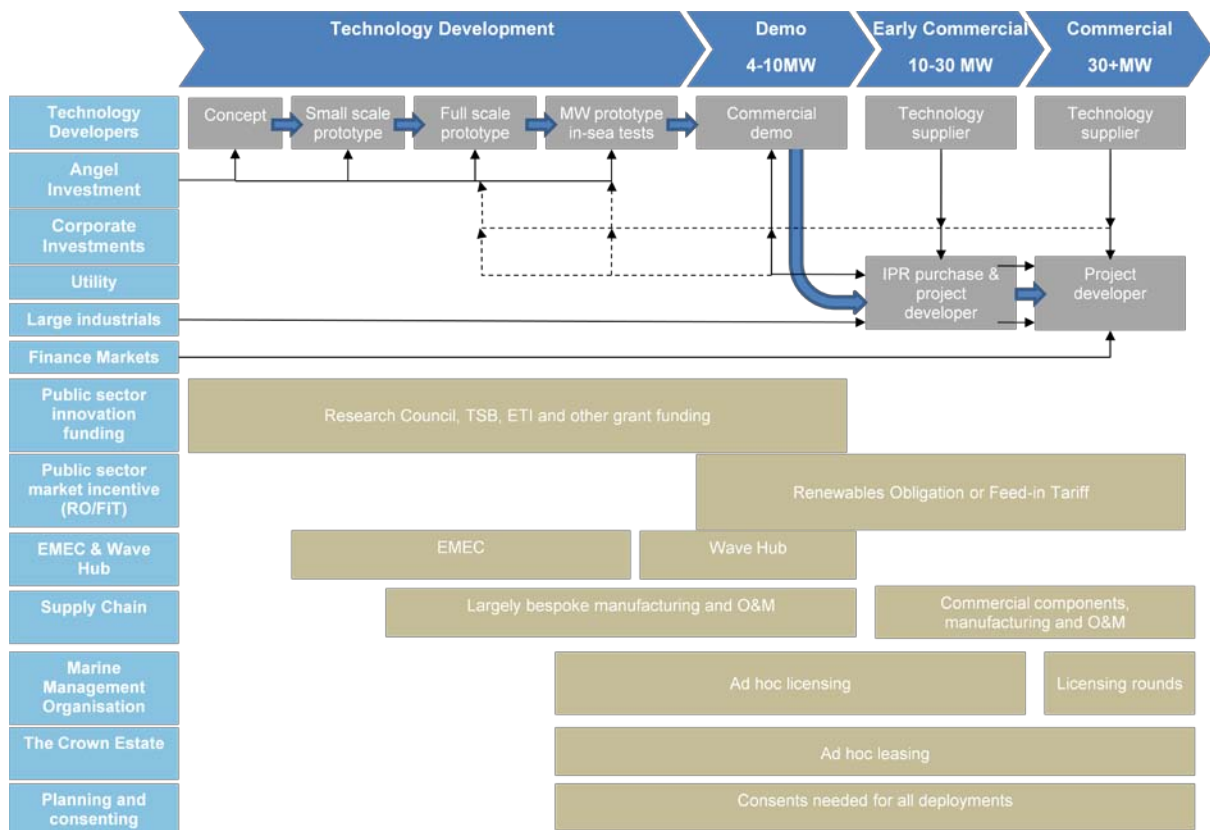 Technology Development
Demo
4-10MW
Early Commercial
10-30 MW
Commercial
30+MW
Technology
Developers
Concept
Small scale
prototype
Full scale
prototype
MW prototype
in-sea tests
Commercial
demo
Technology
supplier
Technology
supplier
Angel
Investment
Corporate
Investments
Utility
IPR purchase &
project
developer
Project
developer
Large industrials
Finance Markets
Public sector
innovation
funding
Research Council, TSB, ETI and other grant funding
Public sector
market incentive
(RO/FiT)
Renewables Obligation or Feed-in Tariff
EMEC & Wave
Hub
EMEC
Wave Hub
Supply Chain
Largely bespoke manufacturing and O&M
Commercial components,
manufacturing and O&M
Marine
Management
Organisation
Ad hoc licensing
Licensing rounds
The Crown Estate
Ad hoc leasing
Planning and
consenting
Consents needed for all deployments